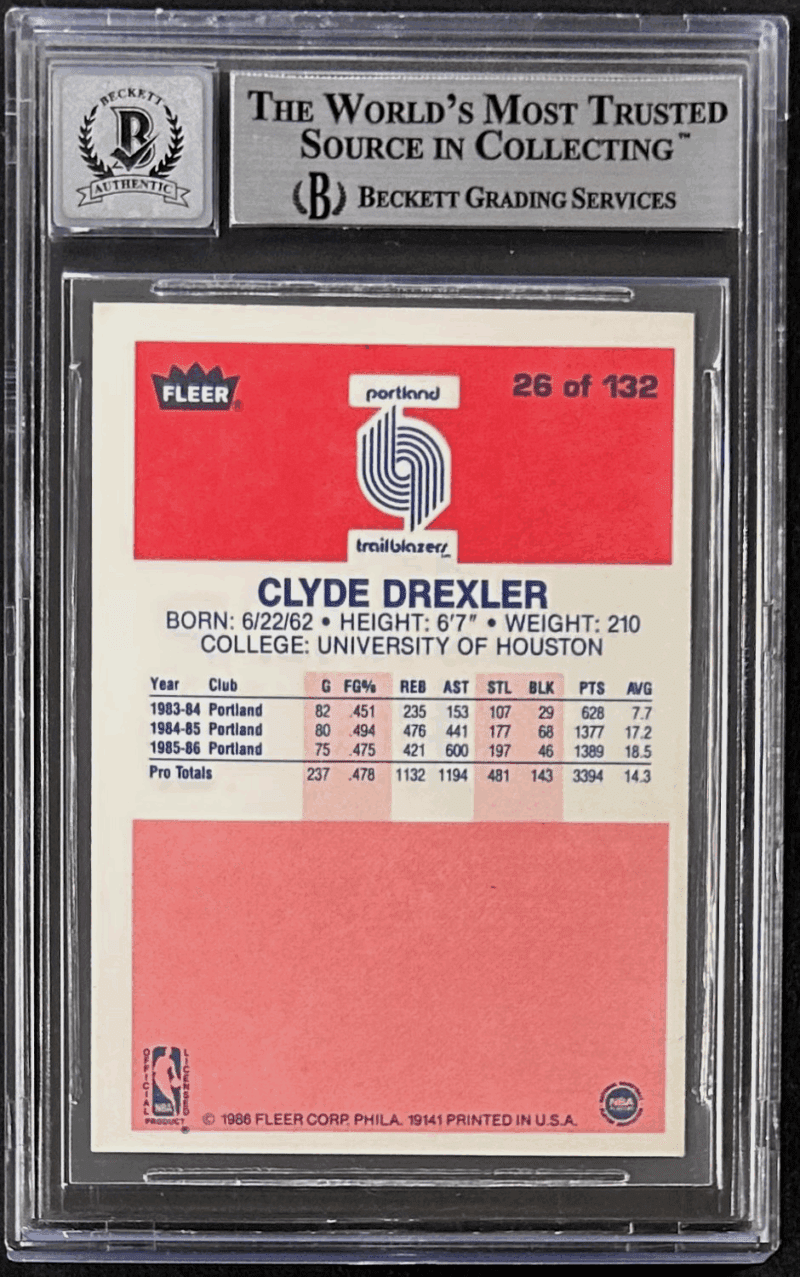 BECKETT
B
AUTHENTIC
THE WORLD'S MOST TRUSTED
SOURCE IN COLLECTING™
(B) BECKETT GRADING SERVICES
FLEER®
portland
trailblazers
26 of 132
CLYDE DREXLER
BORN: 6/22/62 • HEIGHT: 6'7" • WEIGHT: 210
COLLEGE: UNIVERSITY OF HOUSTON
Year Club G FG% REB AST STL BLK PTS AVG
1983-84 Portland 82 .451 235 153 107 29 628 7.7
1984-85 Portland 80 .494 476 441 177 68 1377 17.2
1985-86 Portland 75 .475 421 600 197 46 1389 18.5
Pro Totals 237 .478 1132 1194 481 143 3394 14.3
OFFICIAL LICENSED
NBA
PRODUCT
®
© 1986 FLEER CORP. PHILA. 19141 PRINTED IN U.S.A.
NBA